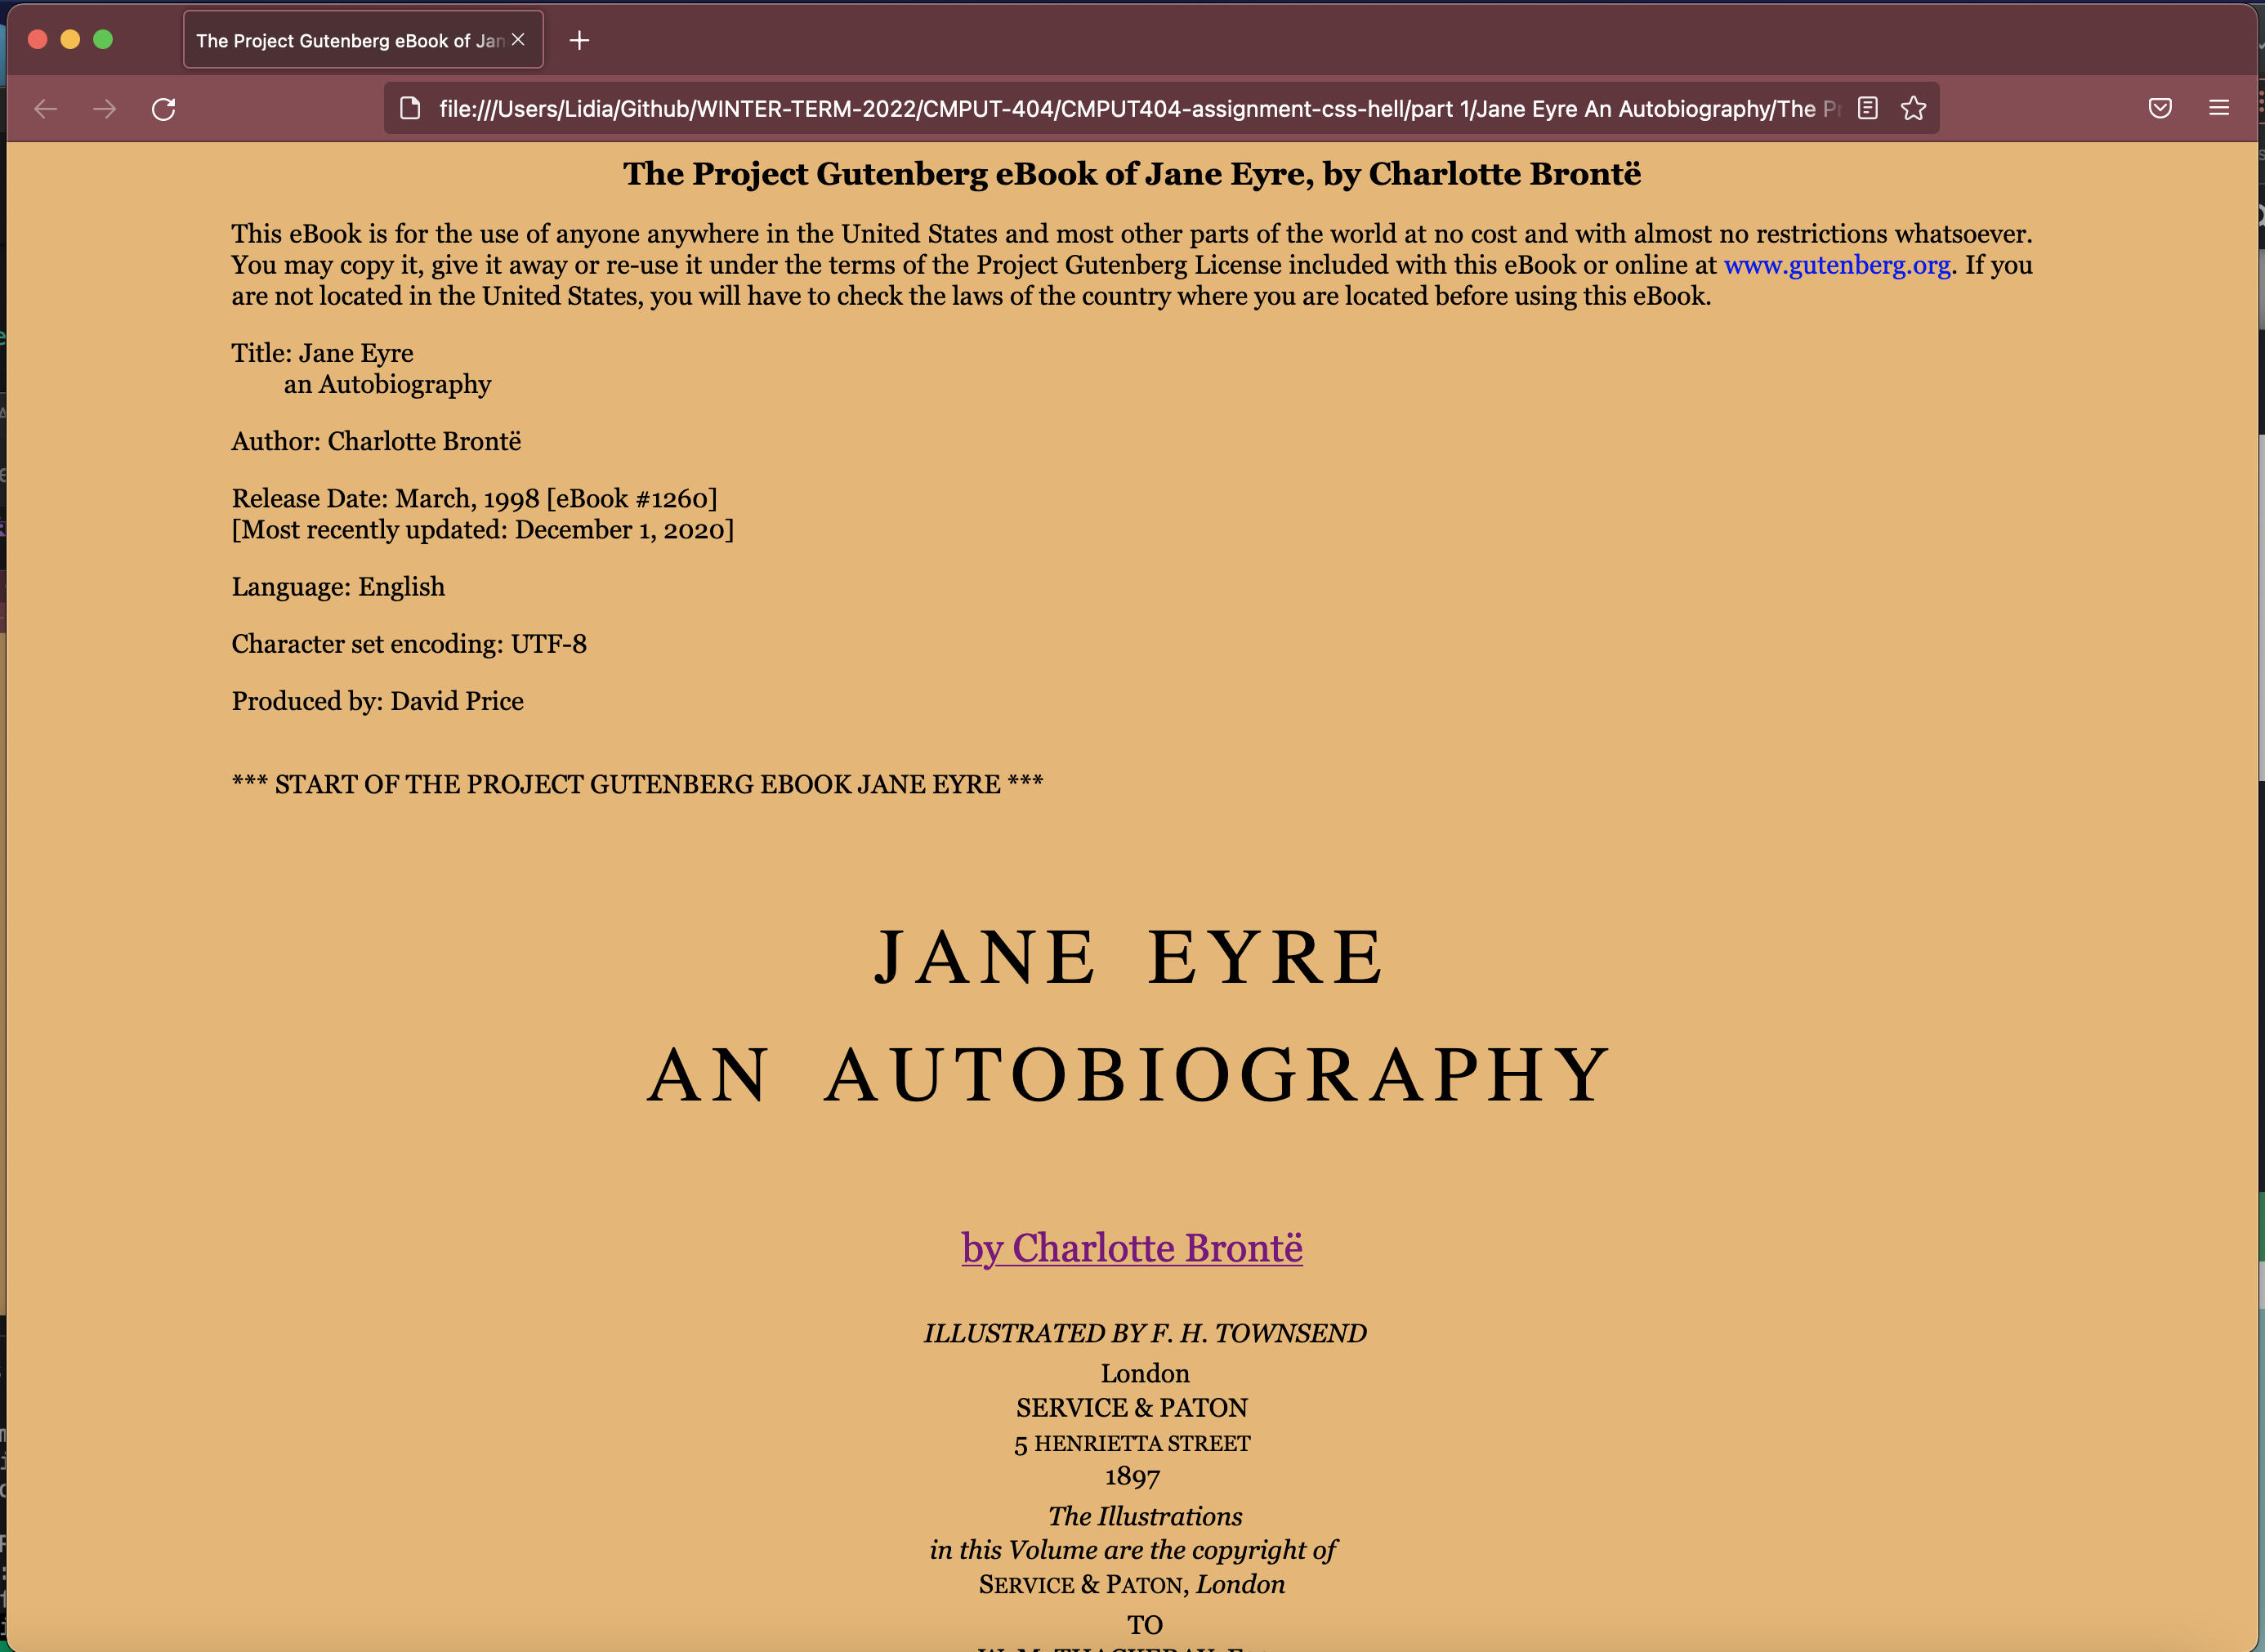 The Project Gutenberg eBook of Jan
file:///Users/Lidia/Github/WINTER-TERM-2022/CMPUT-404/CMPUT404-assignment-css-hell/part 1/Jane Eyre An Autobiography/The Pr
The Project Gutenberg eBook of Jane Eyre, by Charlotte Brontë
This eBook is for the use of anyone anywhere in the United States and most other parts of the world at no cost and with almost no restrictions whatsoever.
You may copy it, give it away or re-use it under the terms of the Project Gutenberg License included with this eBook or online at www.gutenberg.org. If you
are not located in the United States, you will have to check the laws of the country where you are located before using this eBook.
Title: Jane Eyre
an Autobiography
Author: Charlotte Brontë
Release Date: March, 1998 [eBook #1260]
[Most recently updated: December 1, 2020]
Language: English
Character set encoding: UTF-8
Produced by: David Price
*** START OF THE PROJECT GUTENBERG EBOOK JANE EYRE ***
JANE EYRE
AN AUTOBIOGRAPHY
by Charlotte Brontë
ILLUSTRATED BY F. H. TOWNSEND
London
SERVICE & PATON
5 HENRIETTA STREET
1897
The Illustrations
in this Volume are the copyright of
SERVICE & PATON, London
TO